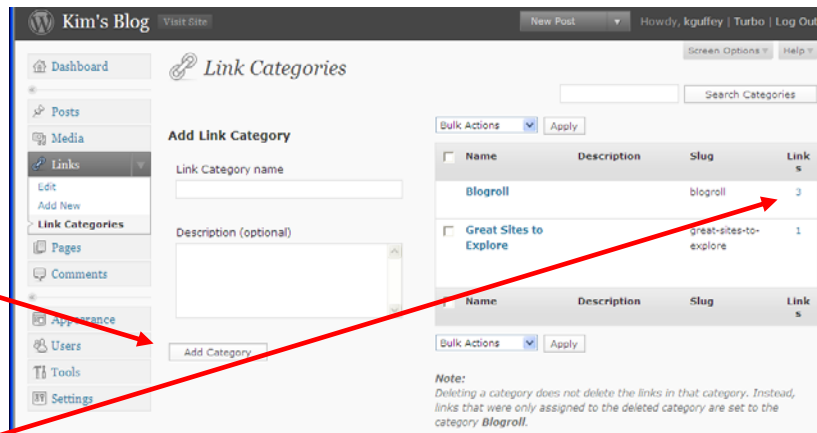 Kim's Blog Visit Site New Post Howdy, kguffey | Turbo | Log Out
Screen Options Help
Dashboard
Posts
Media
Links
Edit
Add New
Link Categories
Pages
Comments
Appearance
Users
Tools
Settings
Link Categories
Add Link Category
Link Category name
Description (optional)
Add Category
Search Categories
Bulk Actions Apply
Name Description Slug Link
s
Blogroll blogroll 3
Great Sites to great-sites-to- 1
Explore explore
Name Description Slug Link
s
Bulk Actions Apply
Note:
Deleting a category does not delete the links in that category. Instead,
links that were only assigned to the deleted category are set to the
category Blogroll.